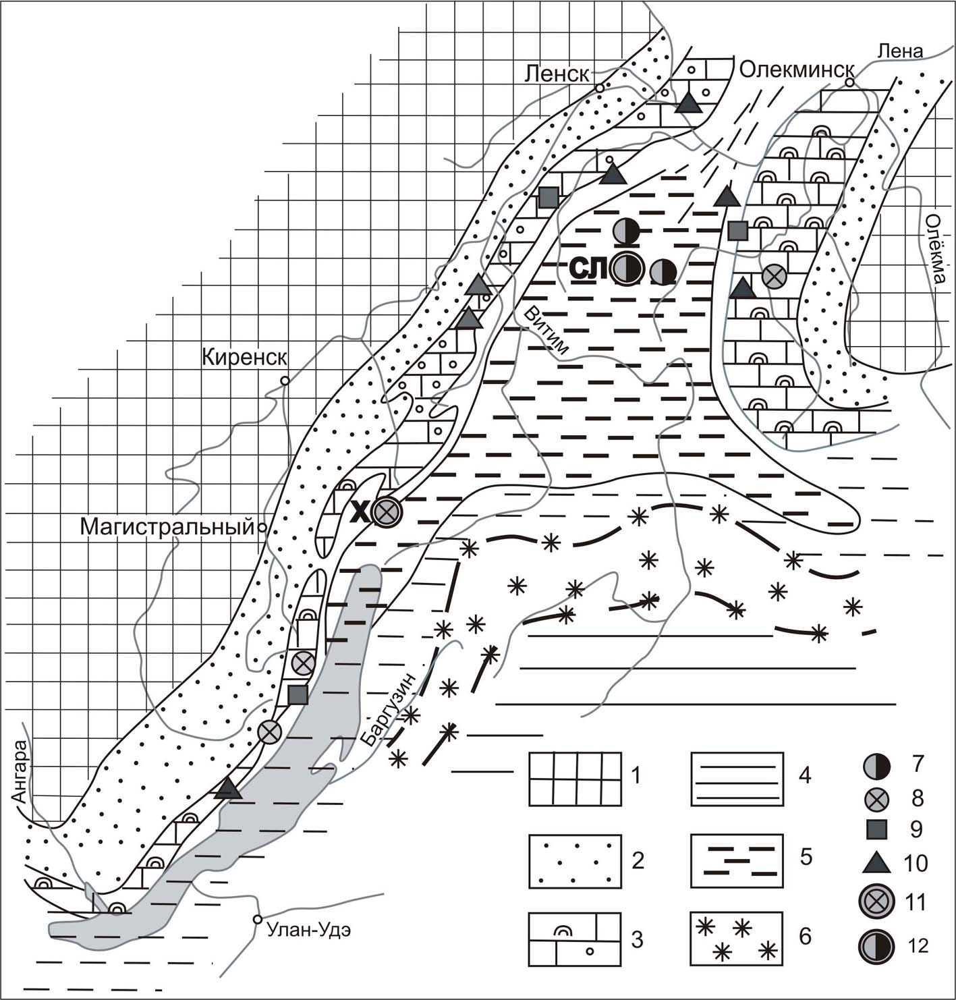 Лена
Ленск
Олекминск
Олёкма
СЛ
Витим
Киренск
Х
Магистральный
Баргузин
Ангара
Улан-Удэ
1
2
3
4
5
6
7
8
9
10
11
12